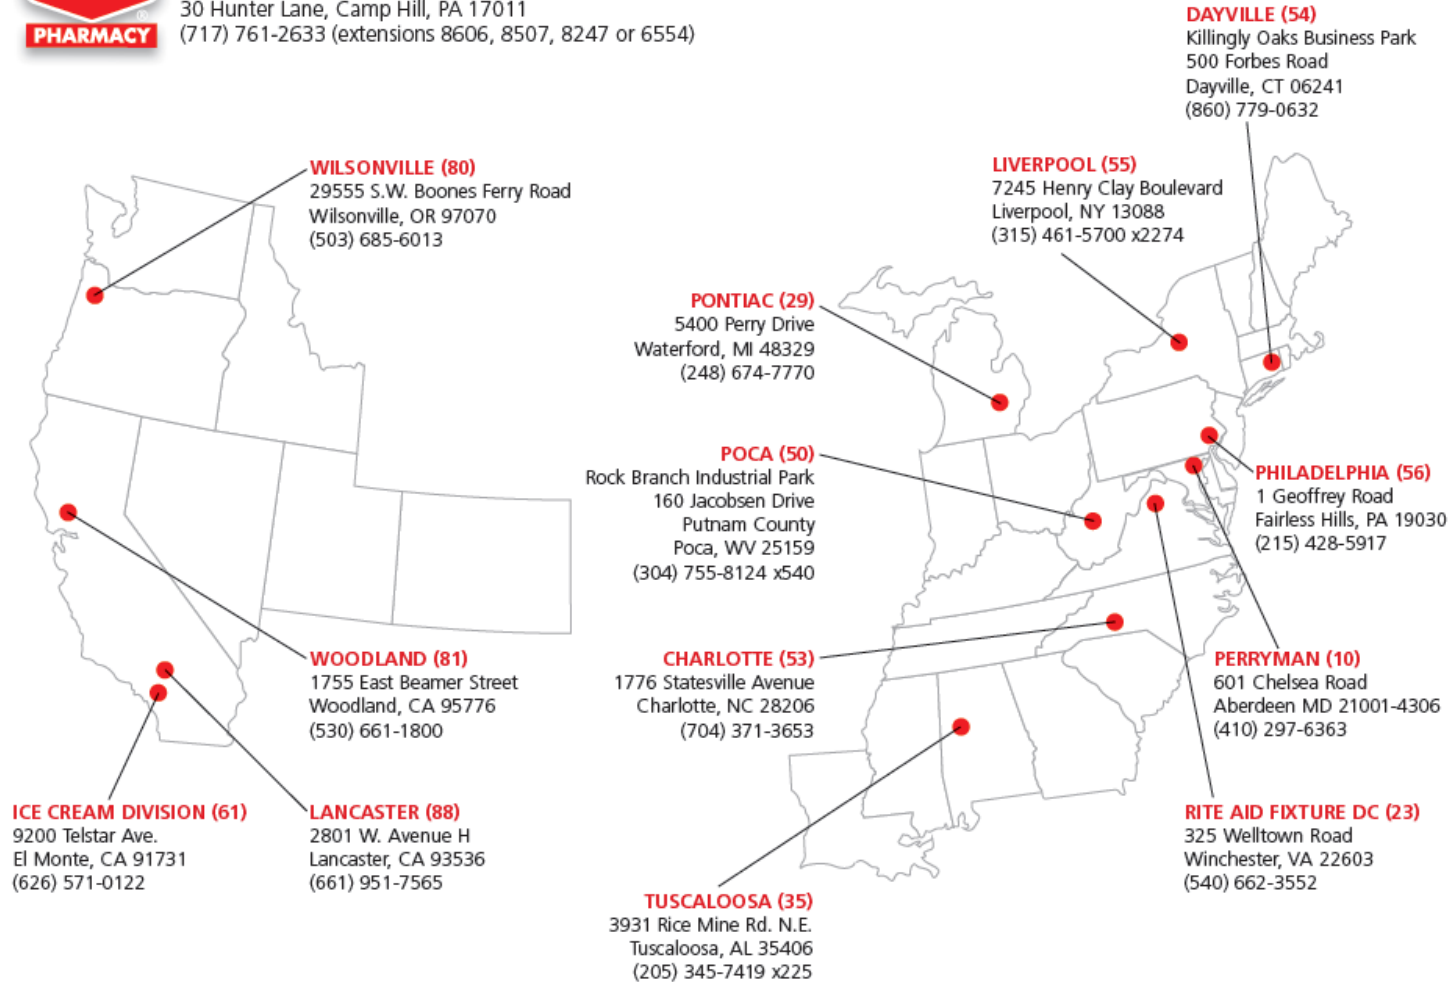 30 Hunter Lane, Camp Hill, PA 17011
PHARMACY
(717) 761-2633 (extensions 8606, 8507, 8247 or 6554)
DAYVILLE (54)
Killingly Oaks Business Park
500 Forbes Road
Dayville, CT 06241
(860) 779-0632
WILSONVILLE (80)
29555 S.W. Boones Ferry Road
Wilsonville, OR 97070
(503) 685-6013
LIVERPOOL (55)
7245 Henry Clay Boulevard
Liverpool, NY 13088
(315) 461-5700 x2274
PONTIAC (29)
5400 Perry Drive
Waterford, MI 48329
(248) 674-7770
POCA (50)
Rock Branch Industrial Park
160 Jacobsen Drive
Putnam County
Poca, WV 25159
(304) 755-8124 x540
PHILADELPHIA (56)
1 Geoffrey Road
Fairless Hills, PA 19030
(215) 428-5917
WOODLAND (81)
1755 East Beamer Street
Woodland, CA 95776
(530) 661-1800
CHARLOTTE (53)
1776 Statesville Avenue
Charlotte, NC 28206
(704) 371-3653
PERRYMAN (10)
601 Chelsea Road
Aberdeen MD 21001-4306
(410) 297-6363
ICE CREAM DIVISION (61)
9200 Telstar Ave.
El Monte, CA 91731
(626) 571-0122
LANCASTER (88)
2801 W. Avenue H
Lancaster, CA 93536
(661) 951-7565
RITE AID FIXTURE DC (23)
325 Welltown Road
Winchester, VA 22603
(540) 662-3552
TUSCALOOSA (35)
3931 Rice Mine Rd. N.E.
Tuscaloosa, AL 35406
(205) 345-7419 x225